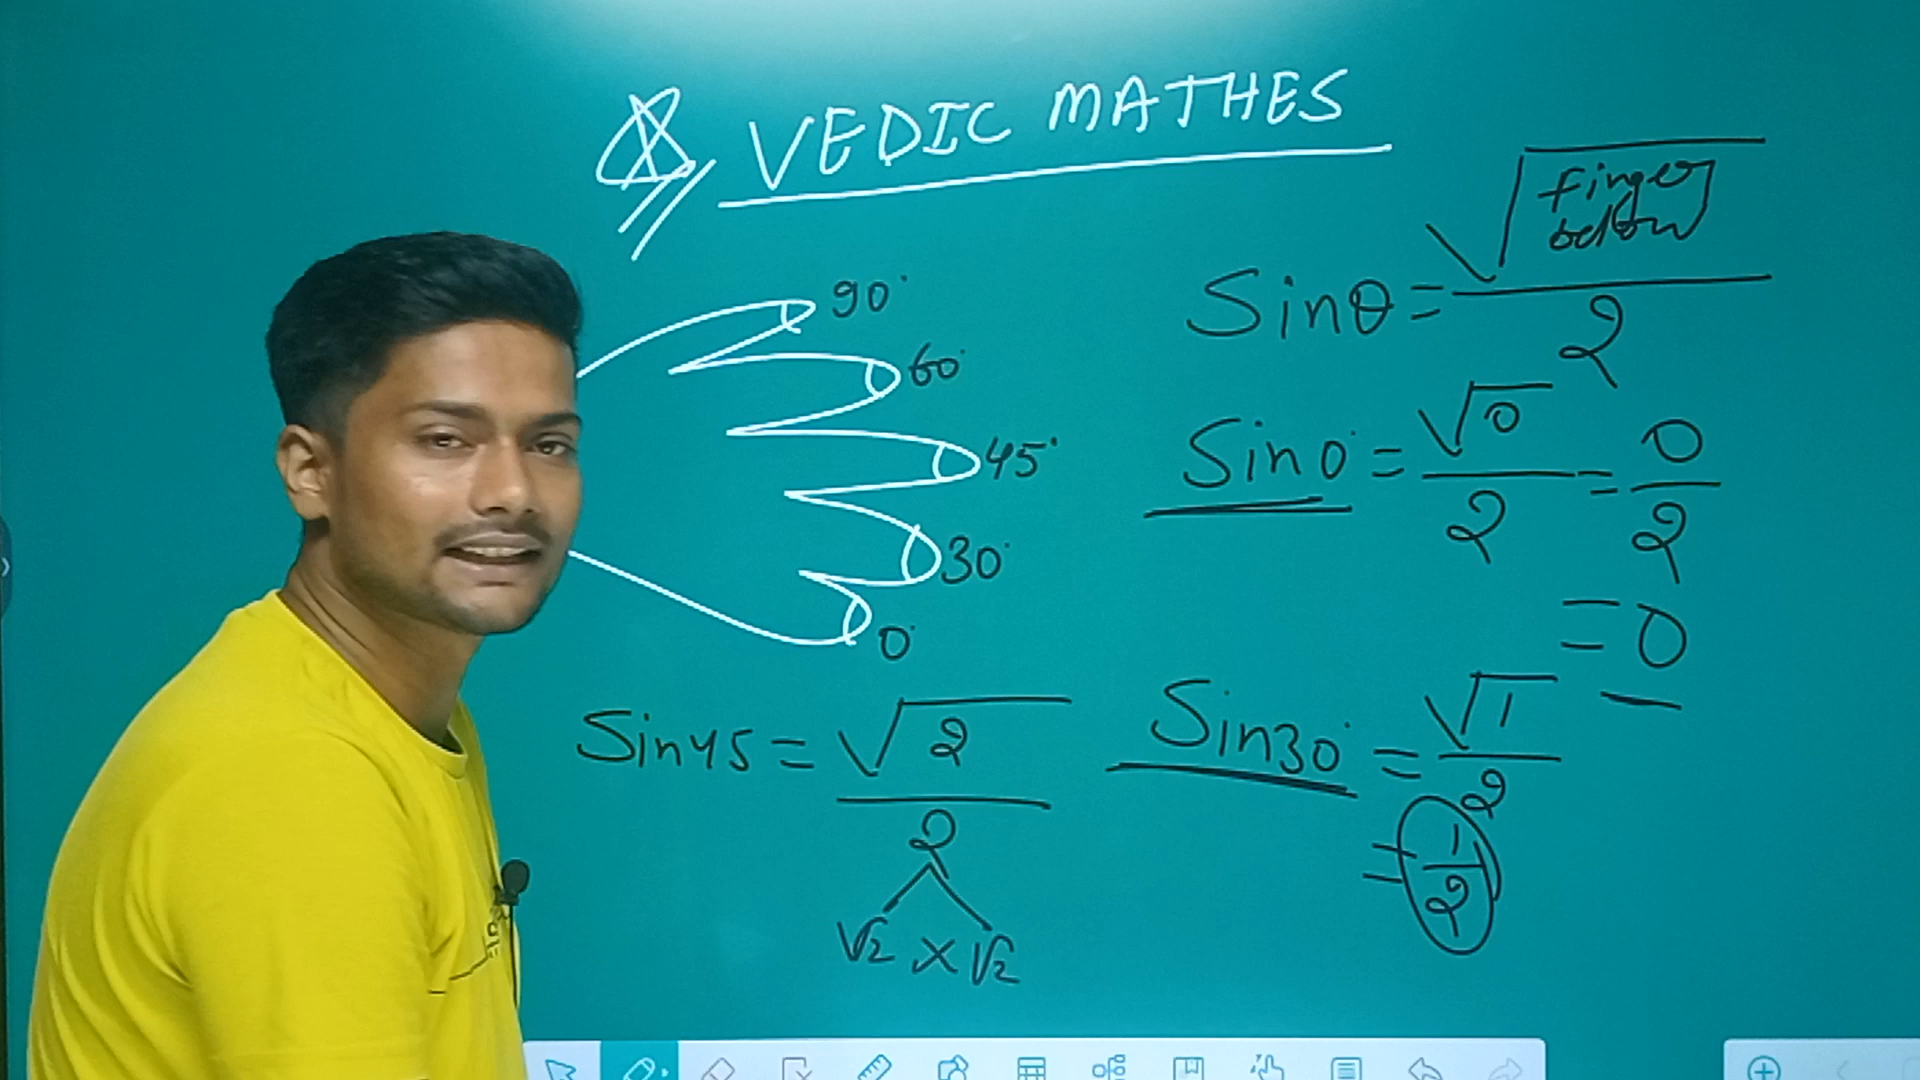 VEDIC MATHES
90°
60°
45°
30°
0°
Sinθ = √finger below / 2
Sin0° = √0 / 2 = 0 / 2
= 0
Sin45 = √2 / 2
√2 × √2
Sin30° = √1 / 2
= 1 / 2